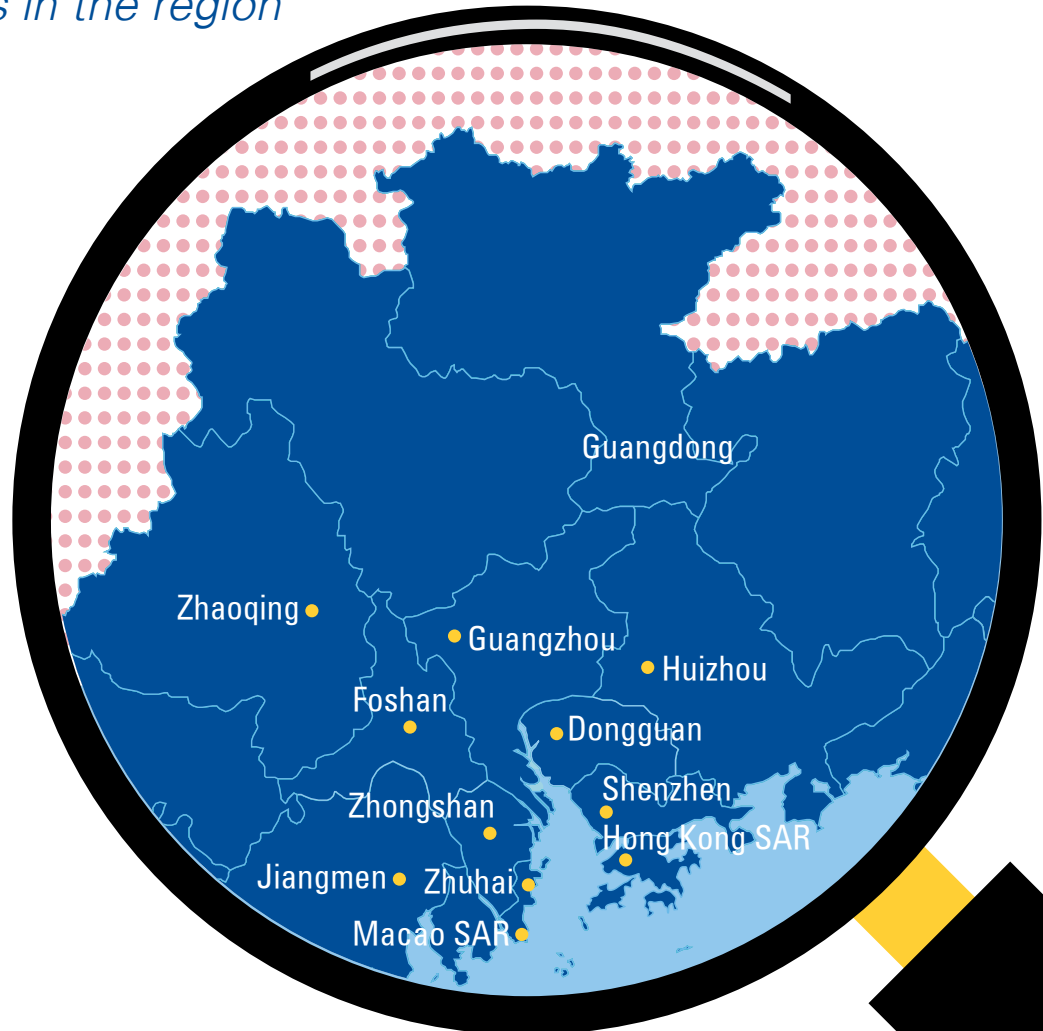 in the region
Guangdong
Zhaoqing
Guangzhou
Huizhou
Foshan
Dongguan
Shenzhen
Zhongshan
Hong Kong SAR
Jiangmen
Zhuhai
Macao SAR